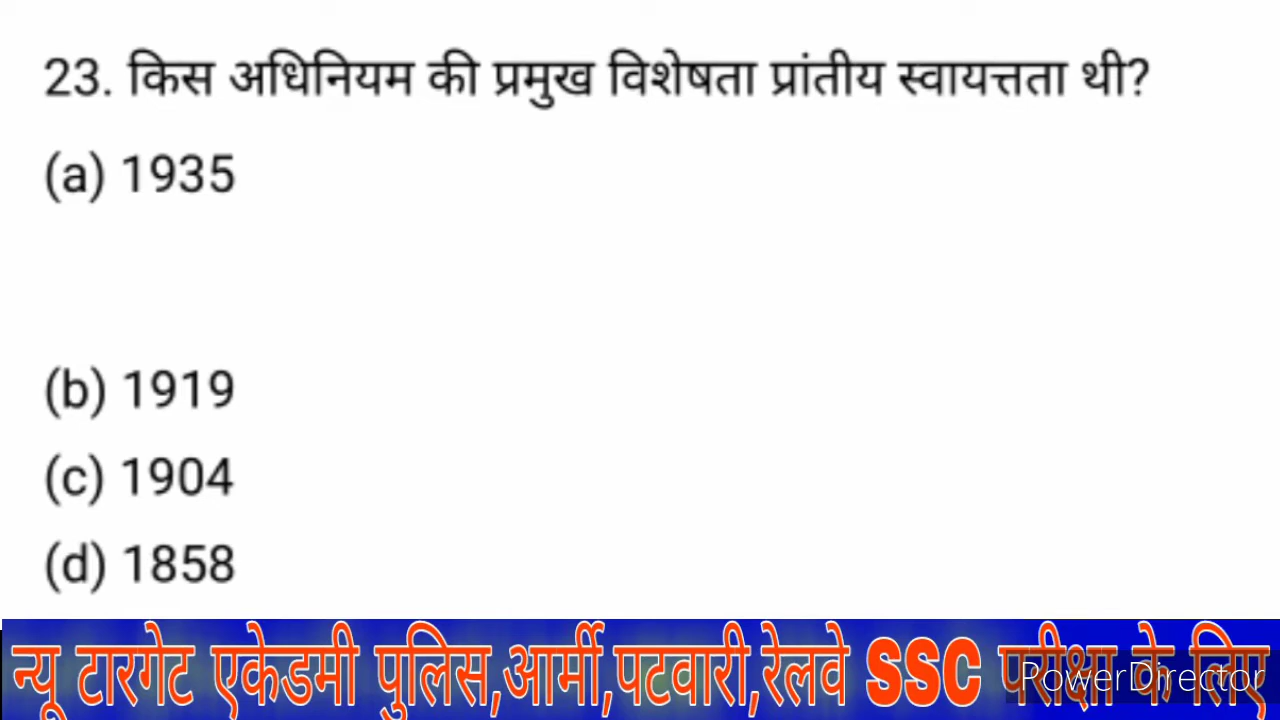 23. किस अधिनियम की प्रमुख विशेषता प्रांतीय स्वायत्तता थी?
(a) 1935
(b) 1919
(c) 1904
(d) 1858
न्यू टारगेट एकेडमी पुलिस,आर्मी,पटवारी,रेलवे SSC परीक्षा के लिए
PowerDirector